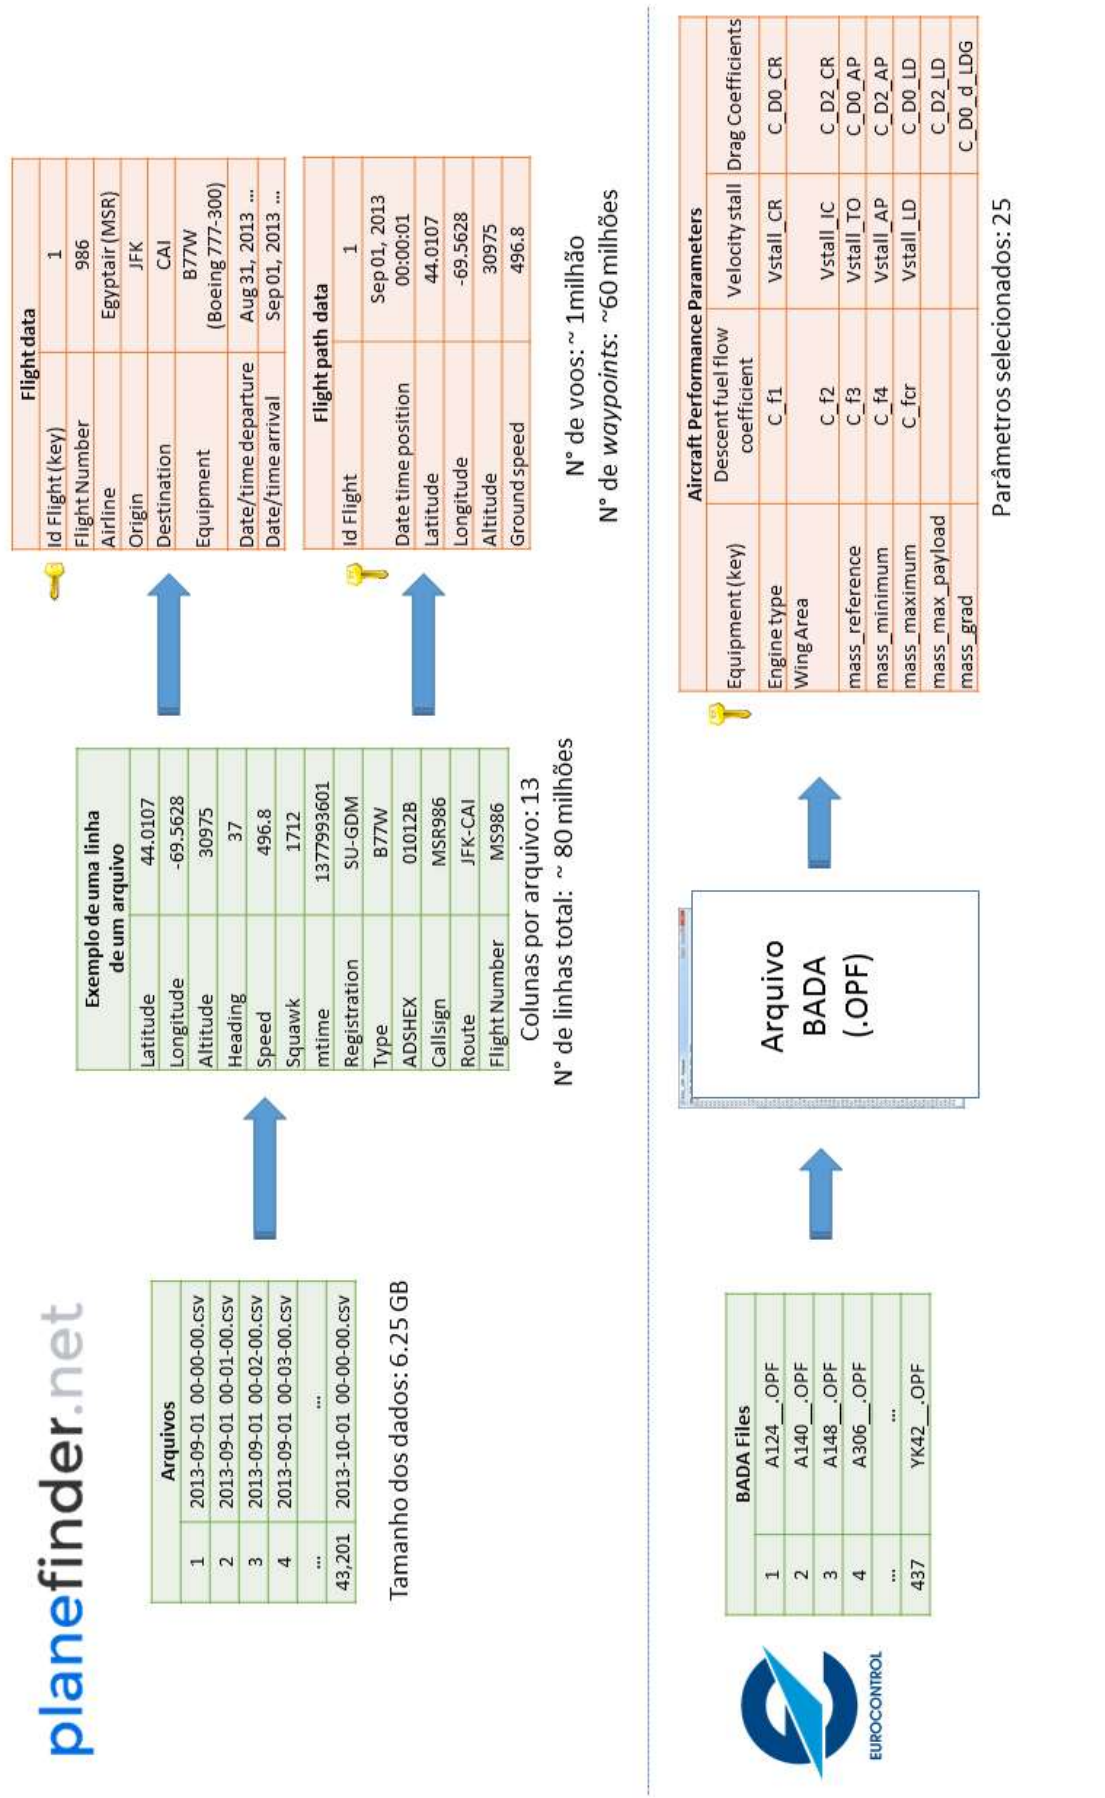 planefinder.net
Arquivos
1 2013-09-01 00-00-00.csv
2 2013-09-01 00-01-00.csv
3 2013-09-01 00-02-00.csv
4 2013-09-01 00-03-00.csv
... ...
43,201 2013-10-01 00-00-00.csv
Tamanho dos dados: 6.25 GB
Exemplo de uma linha
de um arquivo
Latitude 44.0107
Longitude -69.5628
Altitude 30975
Heading 37
Speed 496.8
Squawk 1712
mtime 1377993601
Registration SU-GDM
Type B77W
ADSHEX 01012B
Callsign MSR986
Route JFK-CAI
Flight Number MS986
Colunas por arquivo: 13
N° de linhas total: ~ 80 milhões
Flight data
Id Flight (key) 1
Flight Number 986
Airline Egyptair (MSR)
Origin JFK
Destination CAI
Equipment B77W
(Boeing 777-300)
Date/time departure Aug 31, 2013 ...
Date/time arrival Sep 01, 2013 ...
Flight path data
Id Flight 1
Date time position Sep 01, 2013
00:00:01
Latitude 44.0107
Longitude -69.5628
Altitude 30975
Ground speed 496.8
N° de voos: ~ 1milhão
N° de waypoints: ~60 milhões
EUROCONTROL
BADA Files
1 A124__.OPF
2 A140__.OPF
3 A148__.OPF
4 A306__.OPF
... ...
437 YK42__.OPF
Arquivo
BADA
(.OPF)
Aircraft Performance Parameters
Equipment (key) Descent fuel flow
coefficient Velocity stall Drag Coefficients
Engine type C_f1 Vstall_CR C_D0_CR
Wing Area C_f2 Vstall_IC C_D2_CR
mass_reference C_f3 Vstall_TO C_D0_AP
mass_minimum C_f4 Vstall_AP C_D2_AP
mass_maximum C_fcr Vstall_LD C_D0_LD
mass_max_payload C_D2_LD
mass_grad C_D0_d_LDG
Parâmetros selecionados: 25